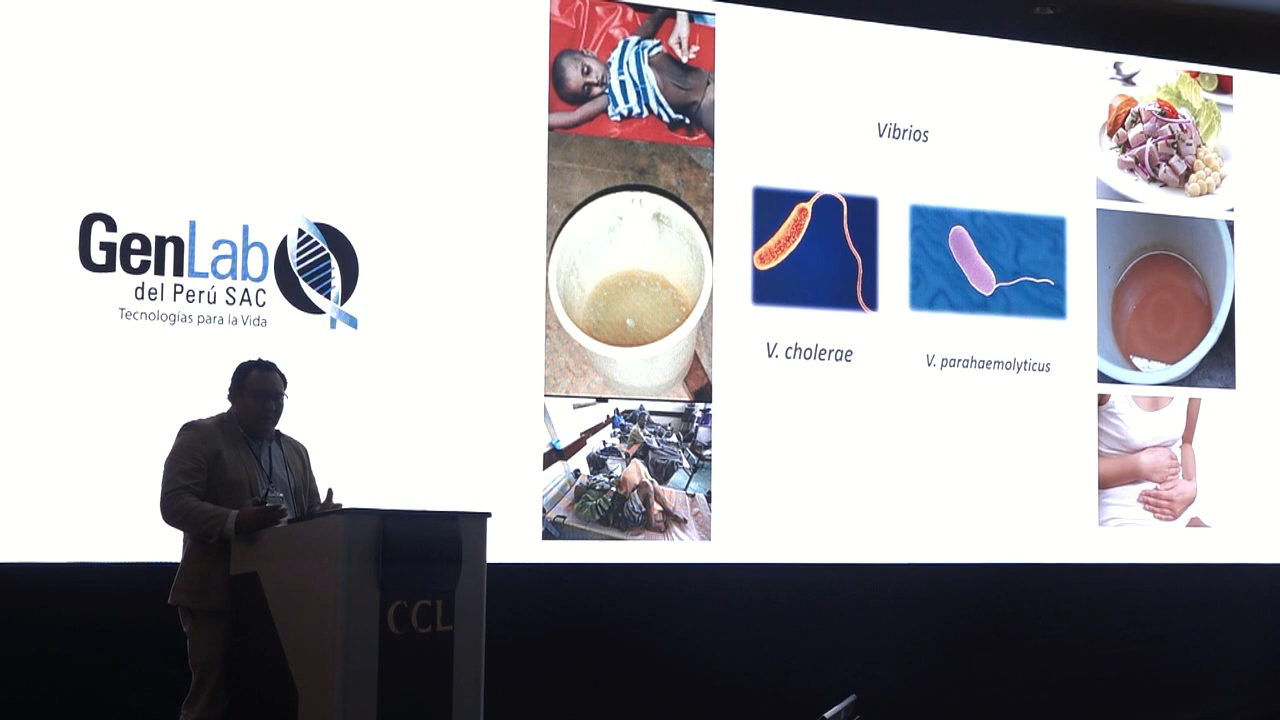 GenLab
del Perú SAC
Tecnologías para la Vida
Vibrios
V. cholerae
V. parahaemolyticus
CCL